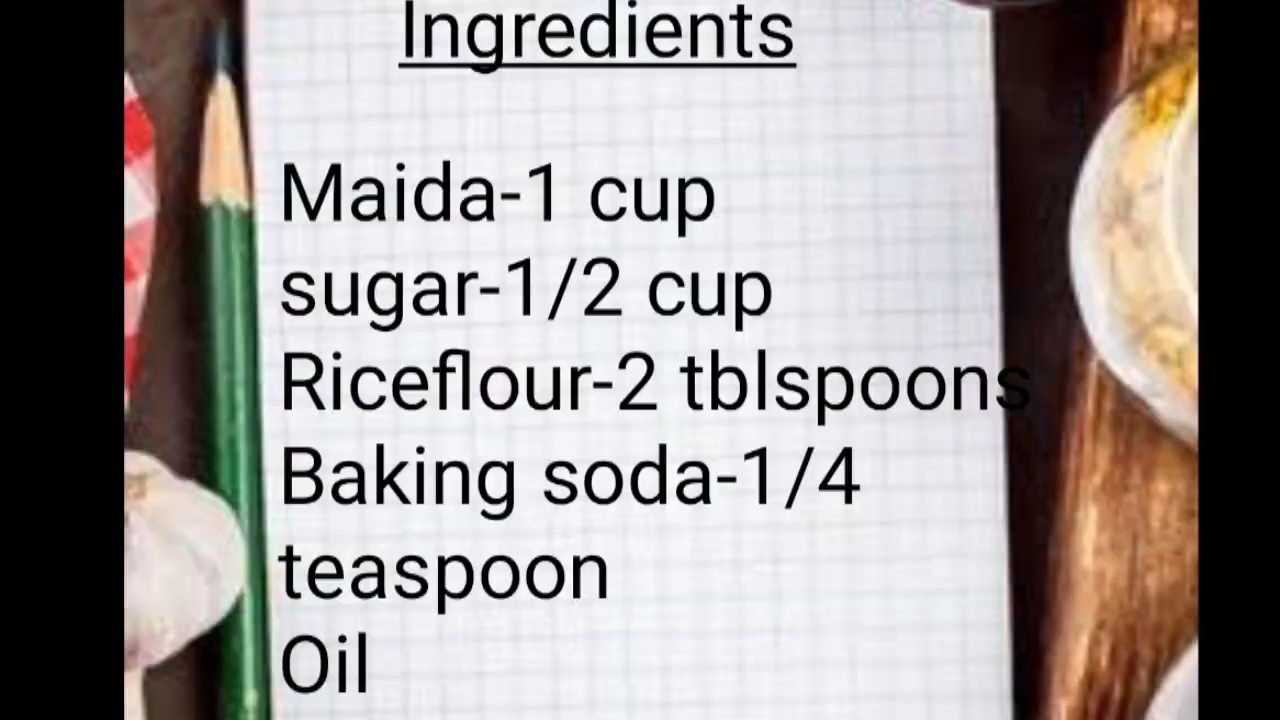 Ingredients
Maida-1 cup
sugar-1/2 cup
Riceflour-2 tblspoons
Baking soda-1/4
teaspoon
Oil